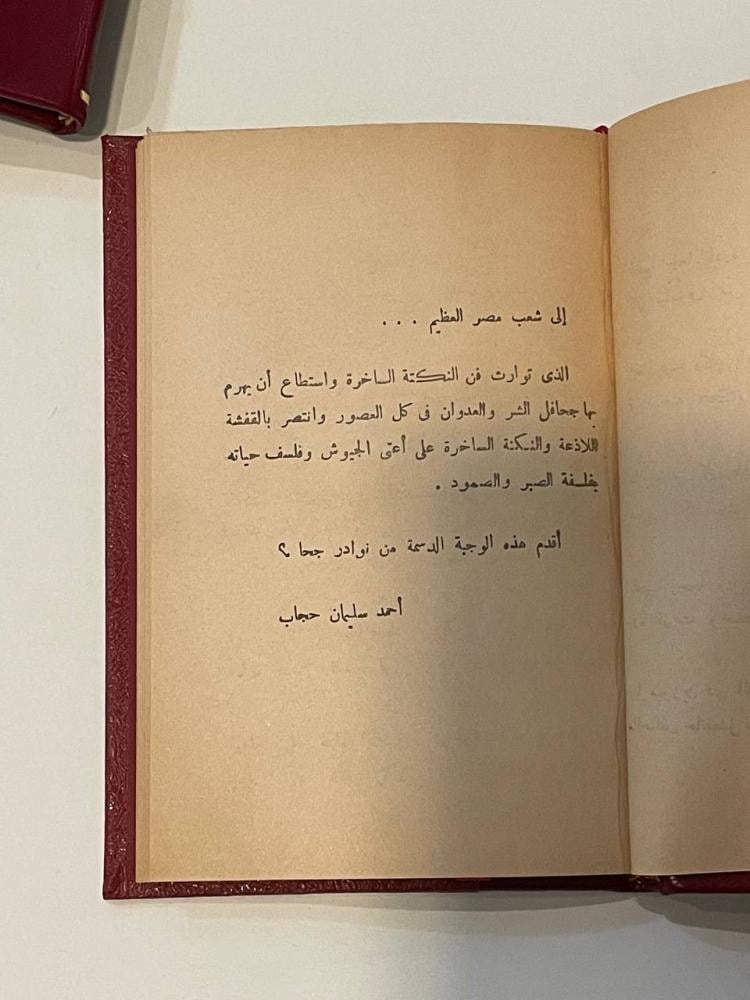 إلى شعب مصر العظيم . . .
الذى توارث فن النكتة الساخرة واستطاع أن يهزم
بها جحافل الشر والعدوان فى كل العصور وانتصر بالقفشة
اللاذعة والنكتة الساخرة على أعتى الجيوش وفلسف حياته
بفلسفة الصبر والصمود .
أقدم هذه الوجبة الدسمة من نوادر جحا ؟
أحمد سليمان حجاب